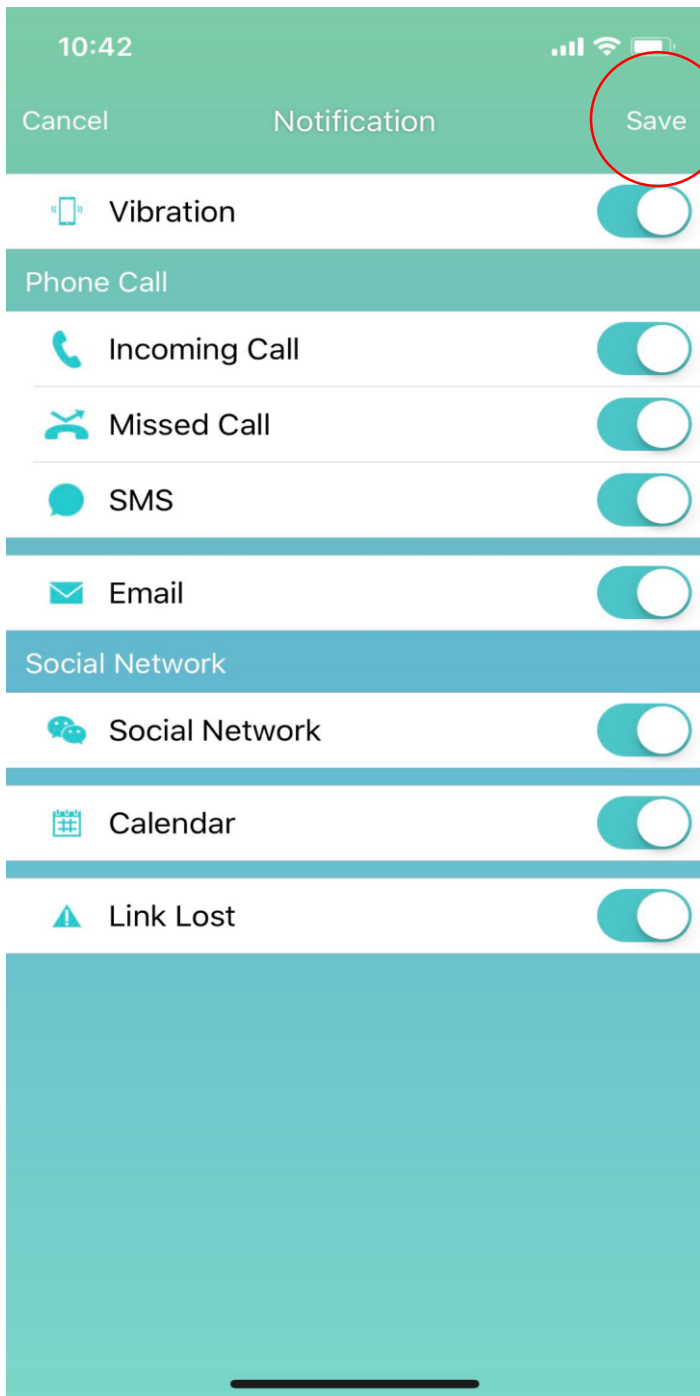 10:42
Cancel Notification Save
Vibration
Phone Call
Incoming Call
Missed Call
SMS
Email
Social Network
Social Network
Calendar
Link Lost